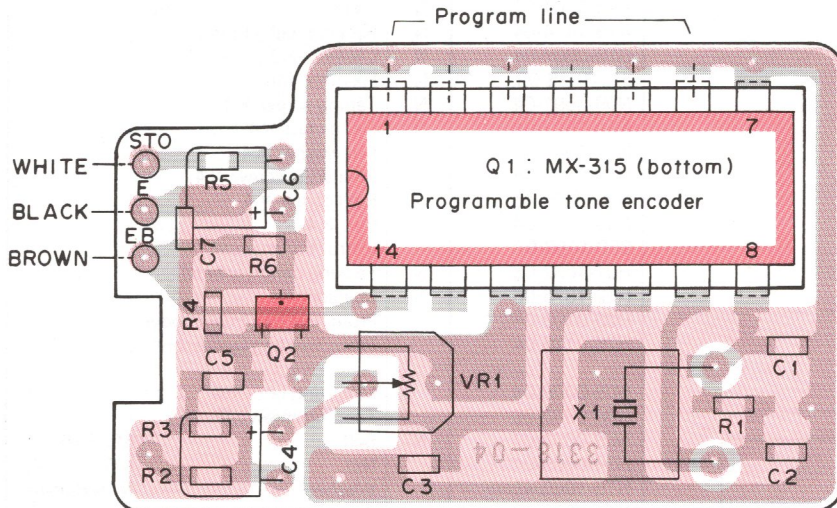 Program line
STO
WHITE
R5
C6
1
7
Q1: MX-315 (bottom)
Programable tone encoder
E
BLACK
+
EB
BROWN
C7
R6
14
8
R4
Q2
C5
VR1
C1
X1
R1
R3
+
C4
R2
C3
3318-04
C2